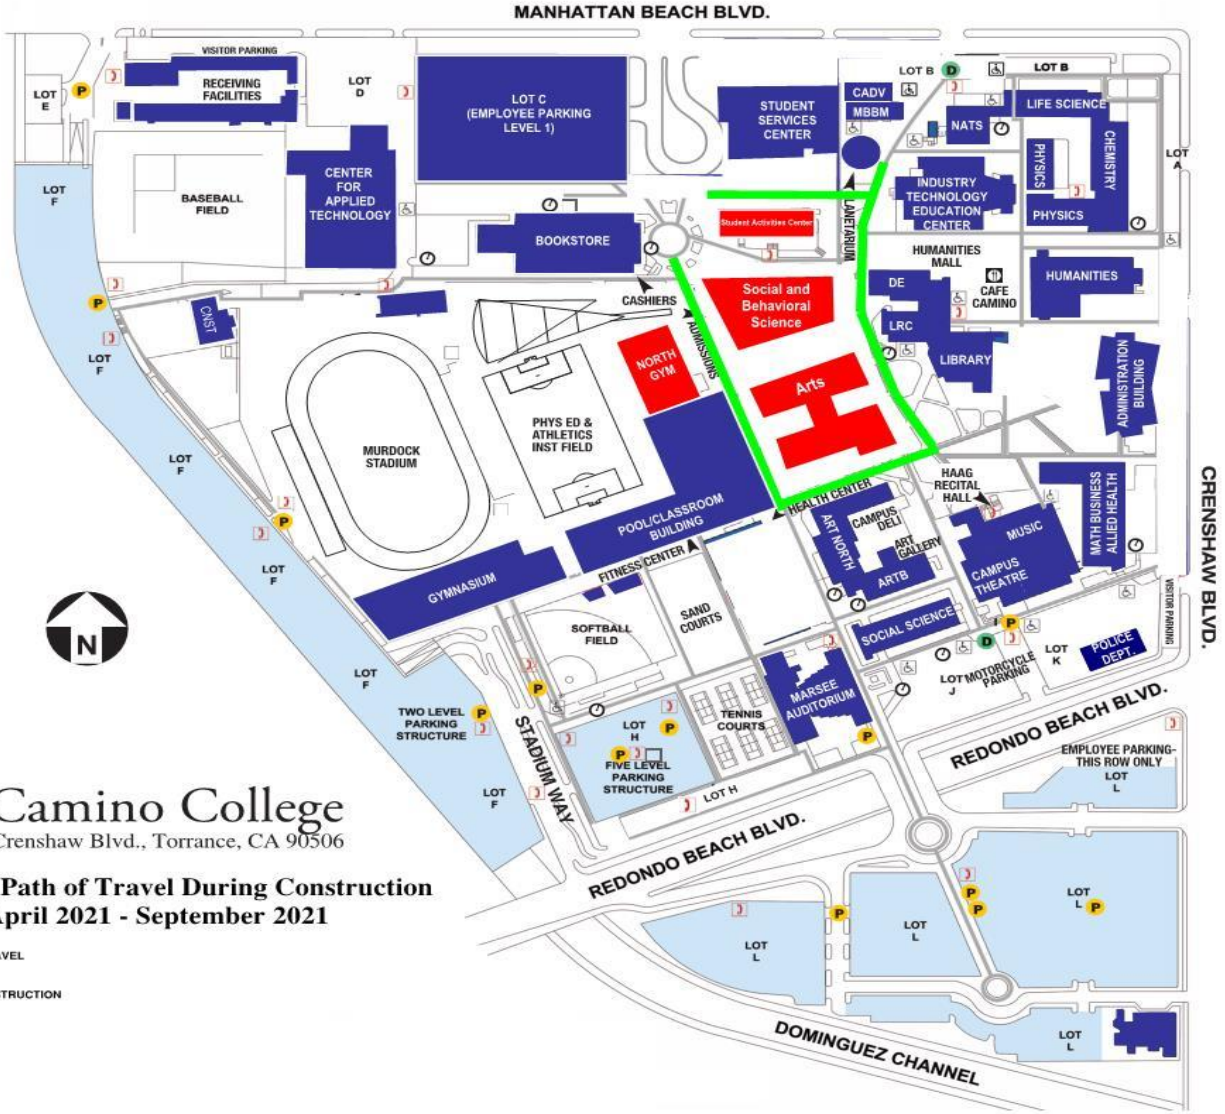 MANHATTAN BEACH BLVD.
VISITOR PARKING
RECEIVING
FACILITIES
LOT
E
P
LOT
D
LOT C
(EMPLOYEE PARKING
LEVEL 1)
STUDENT
SERVICES
CENTER
CADV
MBBM
LOT B
D
LOT B
NATS
LIFE SCIENCE
CHEMISTRY
PHYSICS
PHYSICS
LOT
A
LOT
F
BASEBALL
FIELD
CENTER
FOR
APPLIED
TECHNOLOGY
BOOKSTORE
Student Activities Center
LANETARIUM
INDUSTRY
TECHNOLOGY
EDUCATION
CENTER
HUMANITIES
MALL
CAFE
CAMINO
HUMANITIES
DE
LRC
LIBRARY
ADMINISTRATION
BUILDING
P
CNST
LOT
F
CASHIERS
ADMISSIONS
Social and
Behavioral
Science
NORTH
GYM
Arts
MURDOCK
STADIUM
PHYS ED &
ATHLETICS
INST FIELD
LOT
F
P
POOL/CLASSROOM
BUILDING
HEALTH CENTER
HAAG
RECITAL
HALL
MATH BUSINESS
ALLIED HEALTH
CRENSHAW BLVD.
ART NORTH
CAMPUS
DELI
ART
GALLERY
ARTB
MUSIC
CAMPUS
THEATRE
LOT
F
GYMNASIUM
FITNESS CENTER
SAND
COURTS
SOFTBALL
FIELD
SOCIAL SCIENCE
P
D
VISITOR PARKING
POLICE
DEPT.
LOT
K
LOT
J
MOTORCYCLE
PARKING
N
LOT
F
P
TWO LEVEL
PARKING
STRUCTURE
P
STADIUM WAY
LOT
H
P
P
FIVE LEVEL
PARKING
STRUCTURE
TENNIS
COURTS
MARSEE
AUDITORIUM
P
LOT
F
LOT H
REDONDO BEACH BLVD.
REDONDO BEACH BLVD.
EMPLOYEE PARKING-
THIS ROW ONLY
LOT
L
Camino College
Crenshaw Blvd., Torrance, CA 90506
Path of Travel During Construction
April 2021 - September 2021
AVEL
STRUCTION
LOT
L
P
LOT
L
P
P
LOT
L
P
LOT
L
DOMINGUEZ CHANNEL